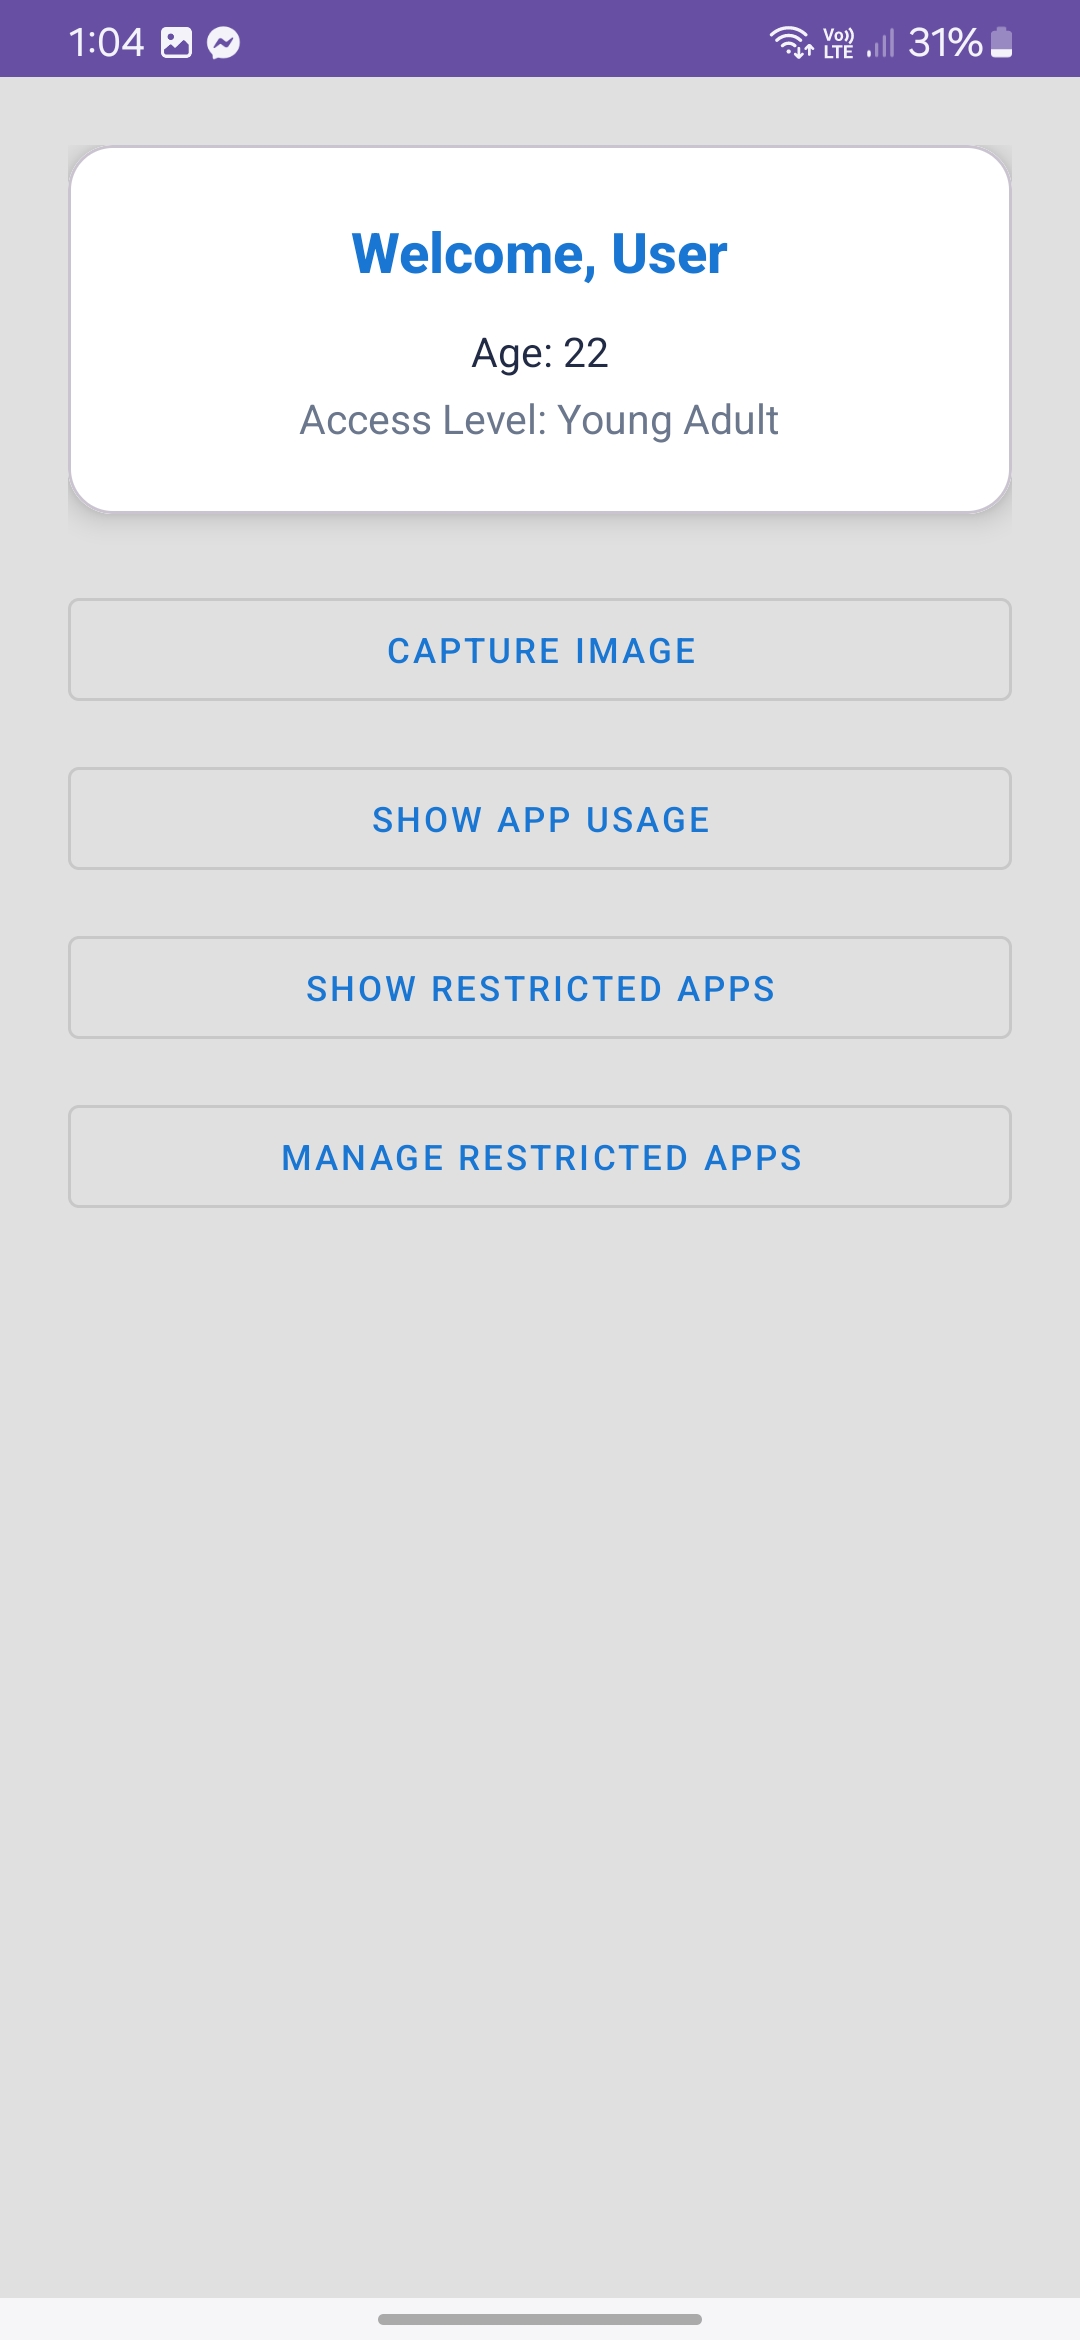 1:04 Vo)) LTE 31%
Welcome, User
Age: 22
Access Level: Young Adult
CAPTURE IMAGE
SHOW APP USAGE
SHOW RESTRICTED APPS
MANAGE RESTRICTED APPS